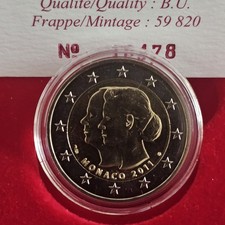 Qualité/Quality : B.U.
Frappe/Mintage : 59 820
Nº
MONACO 2011